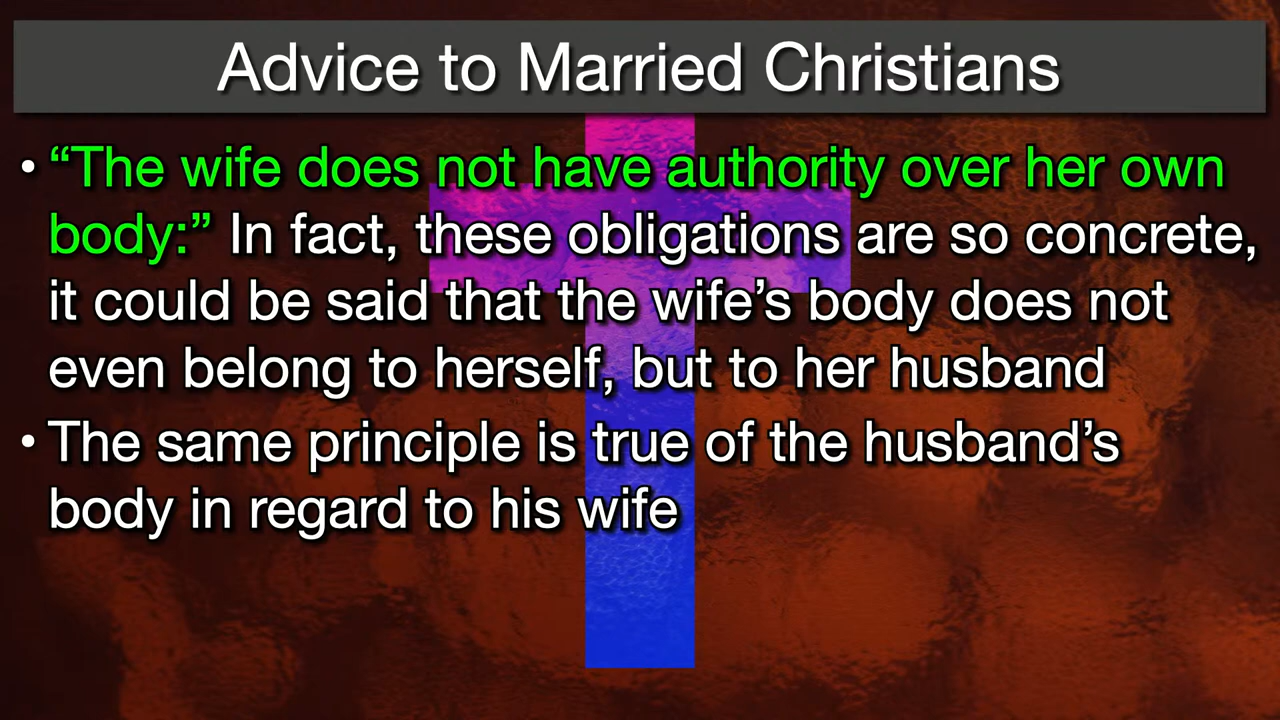 Advice to Married Christians
• “The wife does not have authority over her own
body:” In fact, these obligations are so concrete,
it could be said that the wife’s body does not
even belong to herself, but to her husband
• The same principle is true of the husband’s
body in regard to his wife